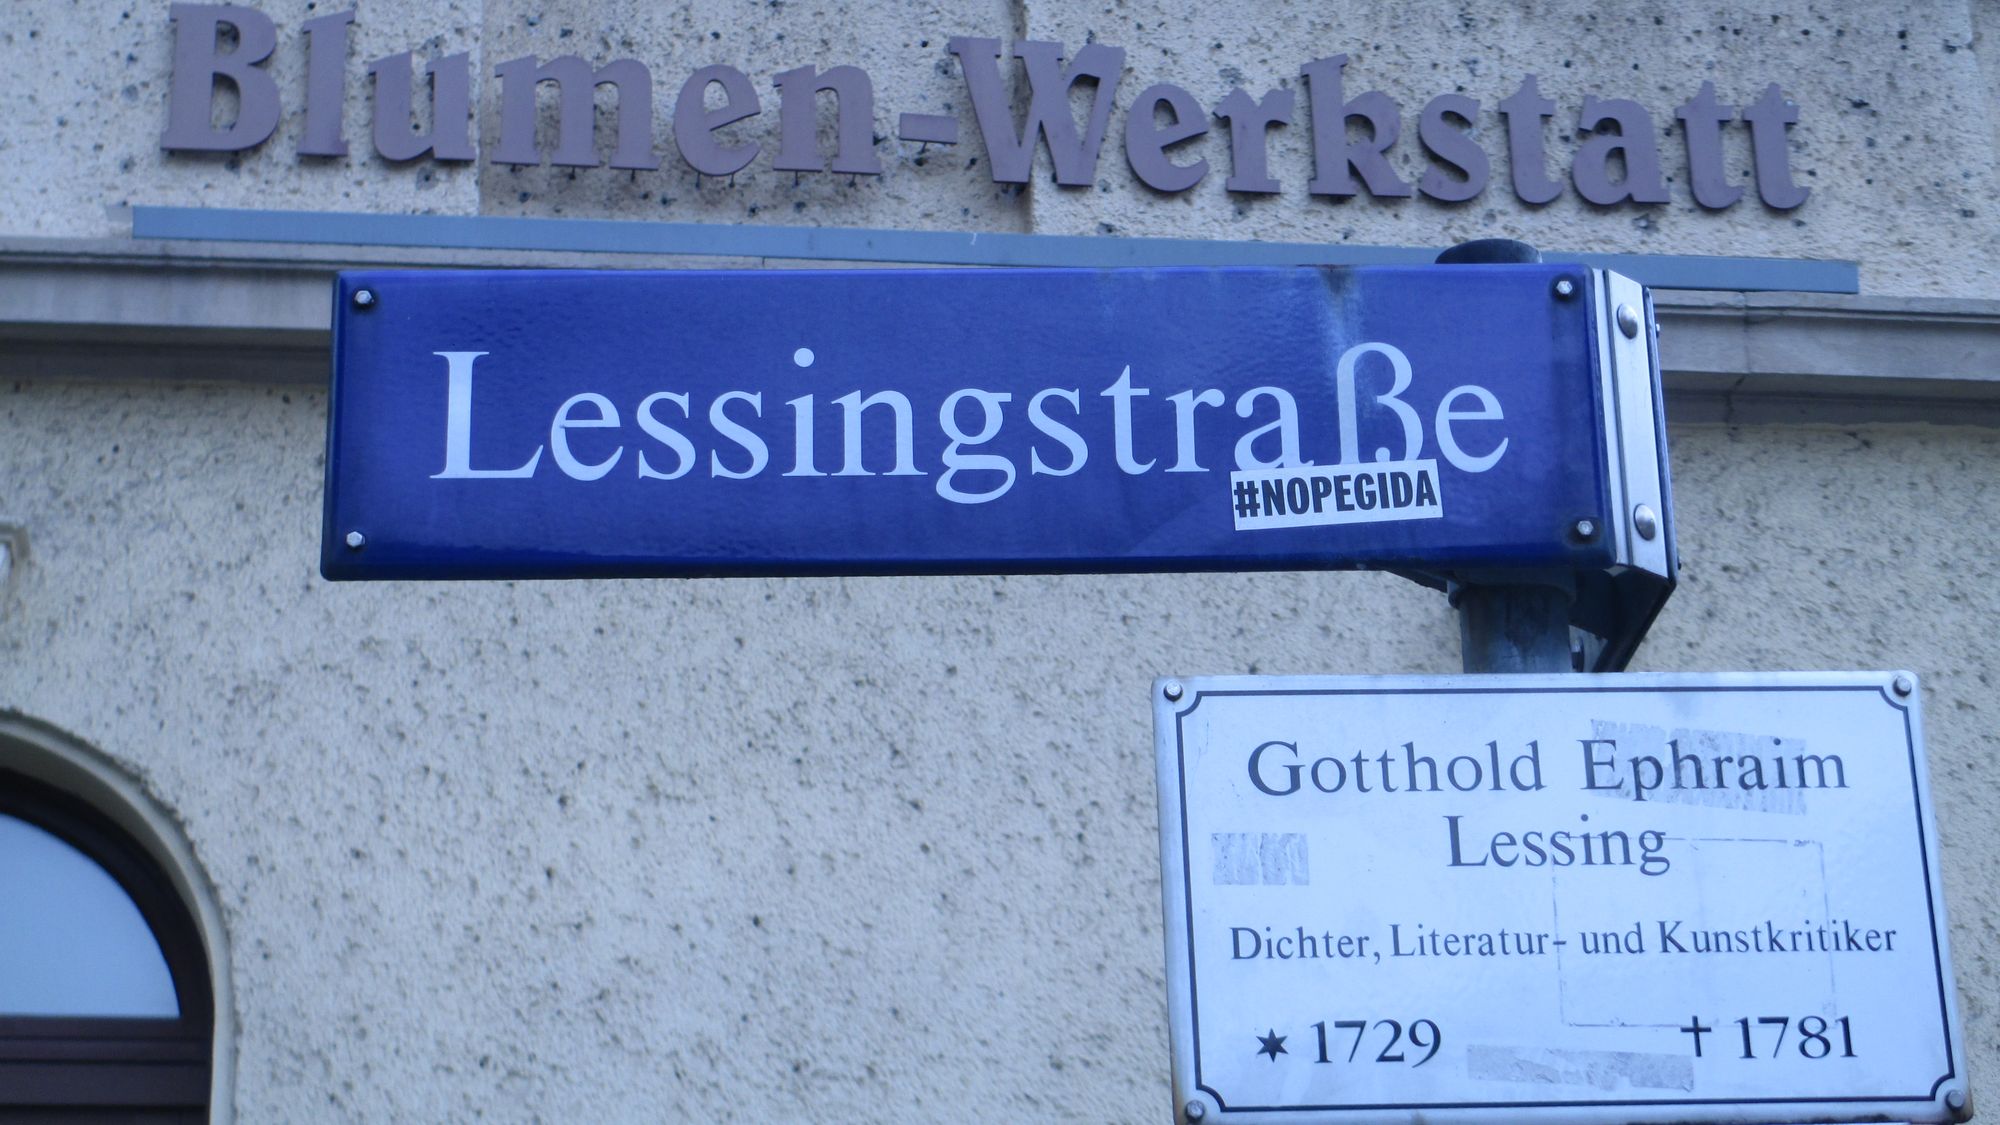 Blumen-Werkstatt
Lessingstraße
#NOPEGIDA
Gotthold Ephraim
Lessing
Dichter, Literatur- und Kunstkritiker
✶ 1729 † 1781